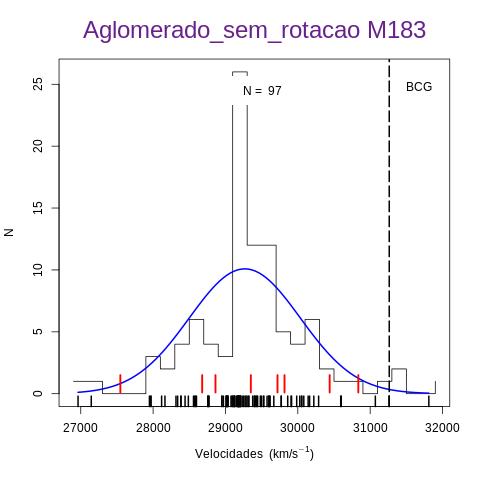 Aglomerado_sem_rotacao M183
N = 97
BCG
25
20
15
10
5
0
N
27000 28000 29000 30000 31000 32000
Velocidades (km/s⁻¹)